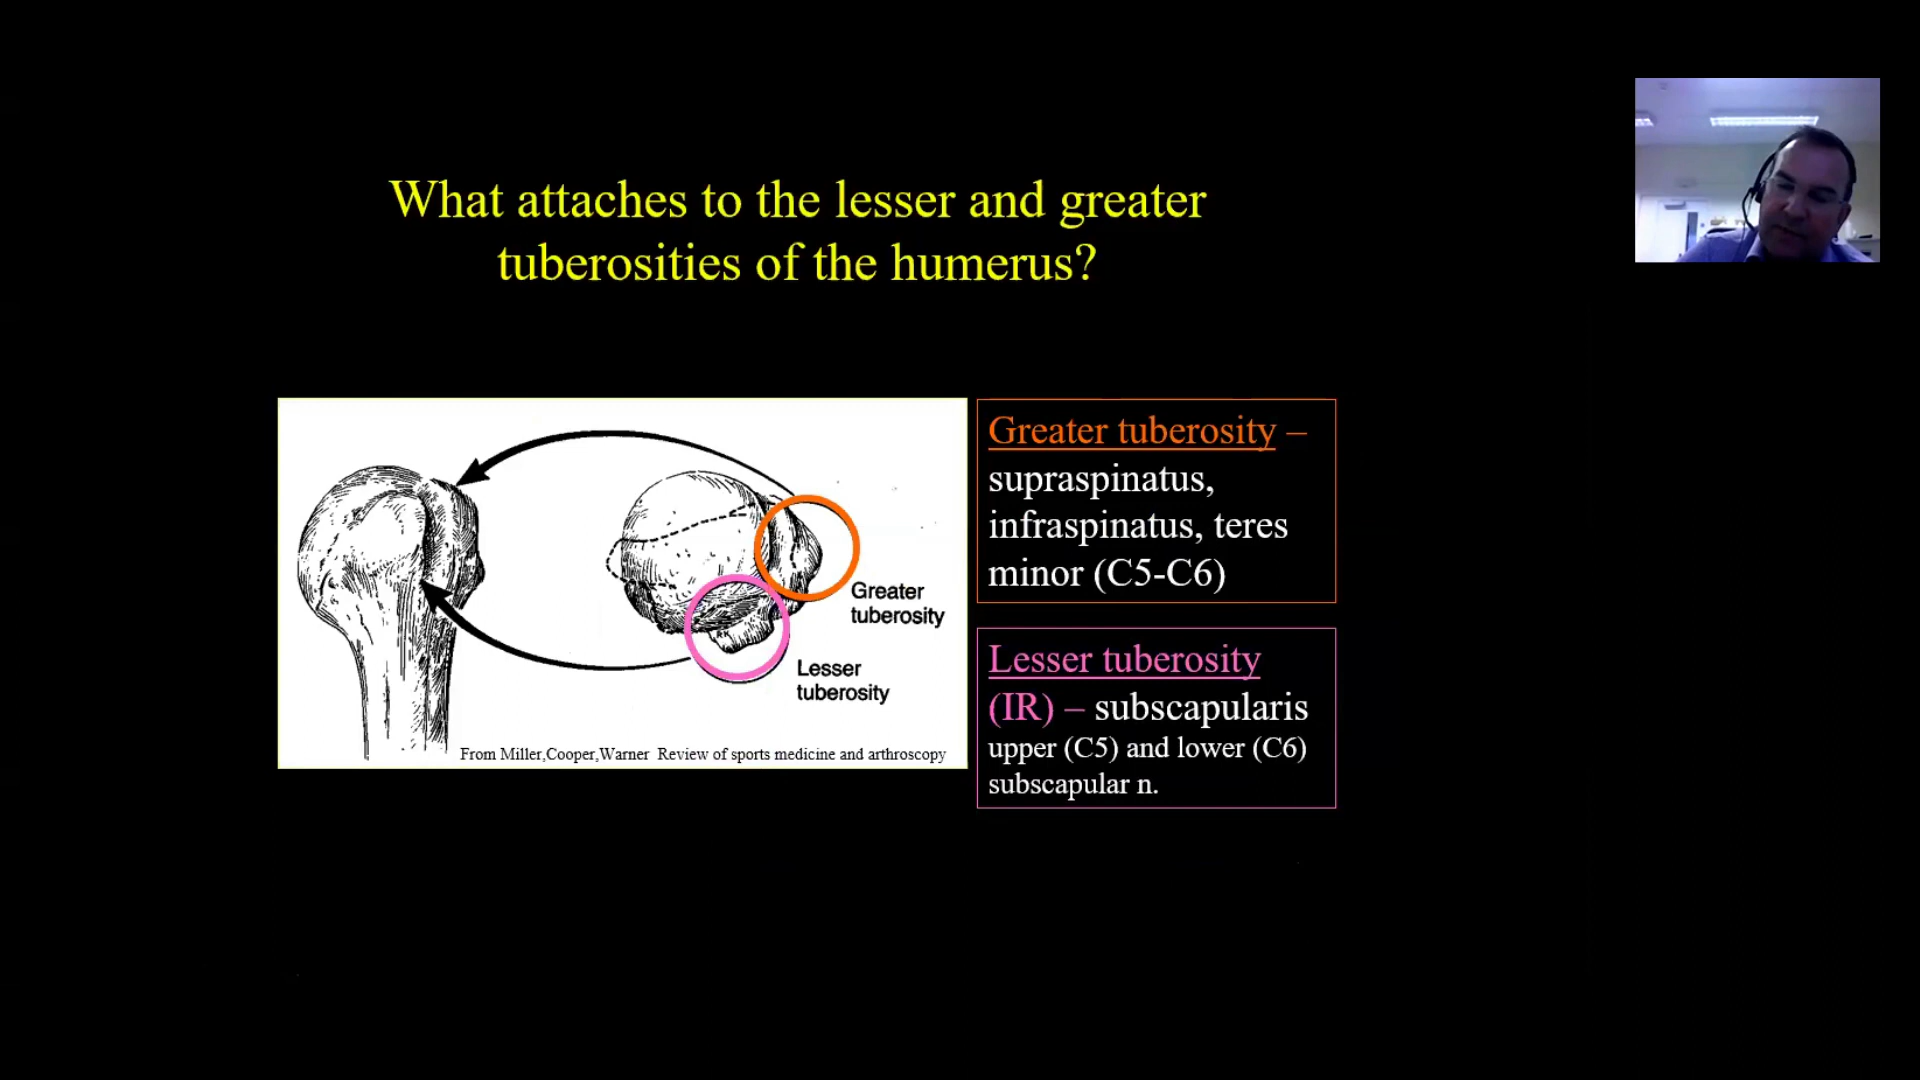 What attaches to the lesser and greater
tuberosities of the humerus?
Greater
tuberosity
Lesser
tuberosity
From Miller,Cooper,Warner Review of sports medicine and arthroscopy
Greater tuberosity –
supraspinatus,
infraspinatus, teres
minor (C5-C6)
Lesser tuberosity
(IR) – subscapularis
upper (C5) and lower (C6)
subscapular n.